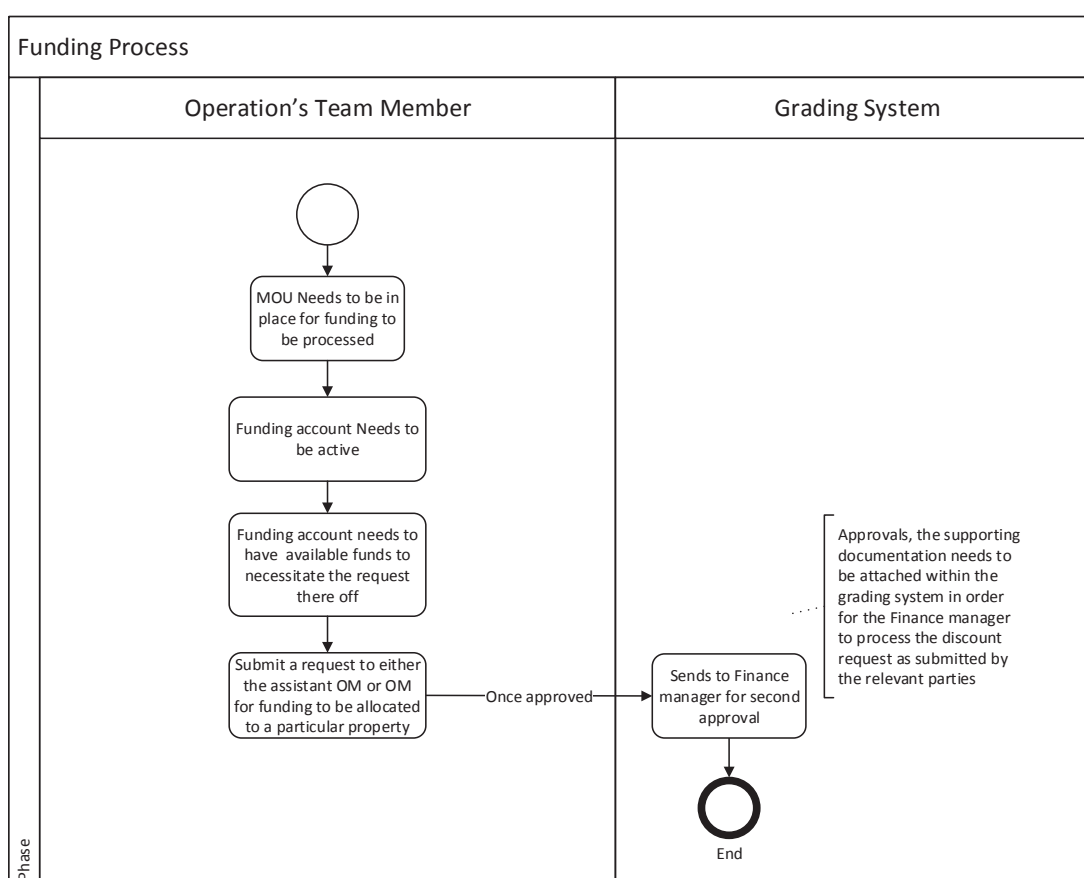 Funding Process
Operation's Team Member
Grading System
MOU Needs to be in
place for funding to
be processed
Funding account Needs to
be active
Funding account needs to
have  available funds to
necessitate the request
there off
Submit a request to either
the assistant OM or OM
for funding to be allocated
to a particular property
Once approved
Sends to Finance
manager for second
approval
Approvals, the supporting
documentation needs to
be attached within the
grading system in order
for the Finance manager
to process the discount
request as submitted by
the relevant parties
End
Phase